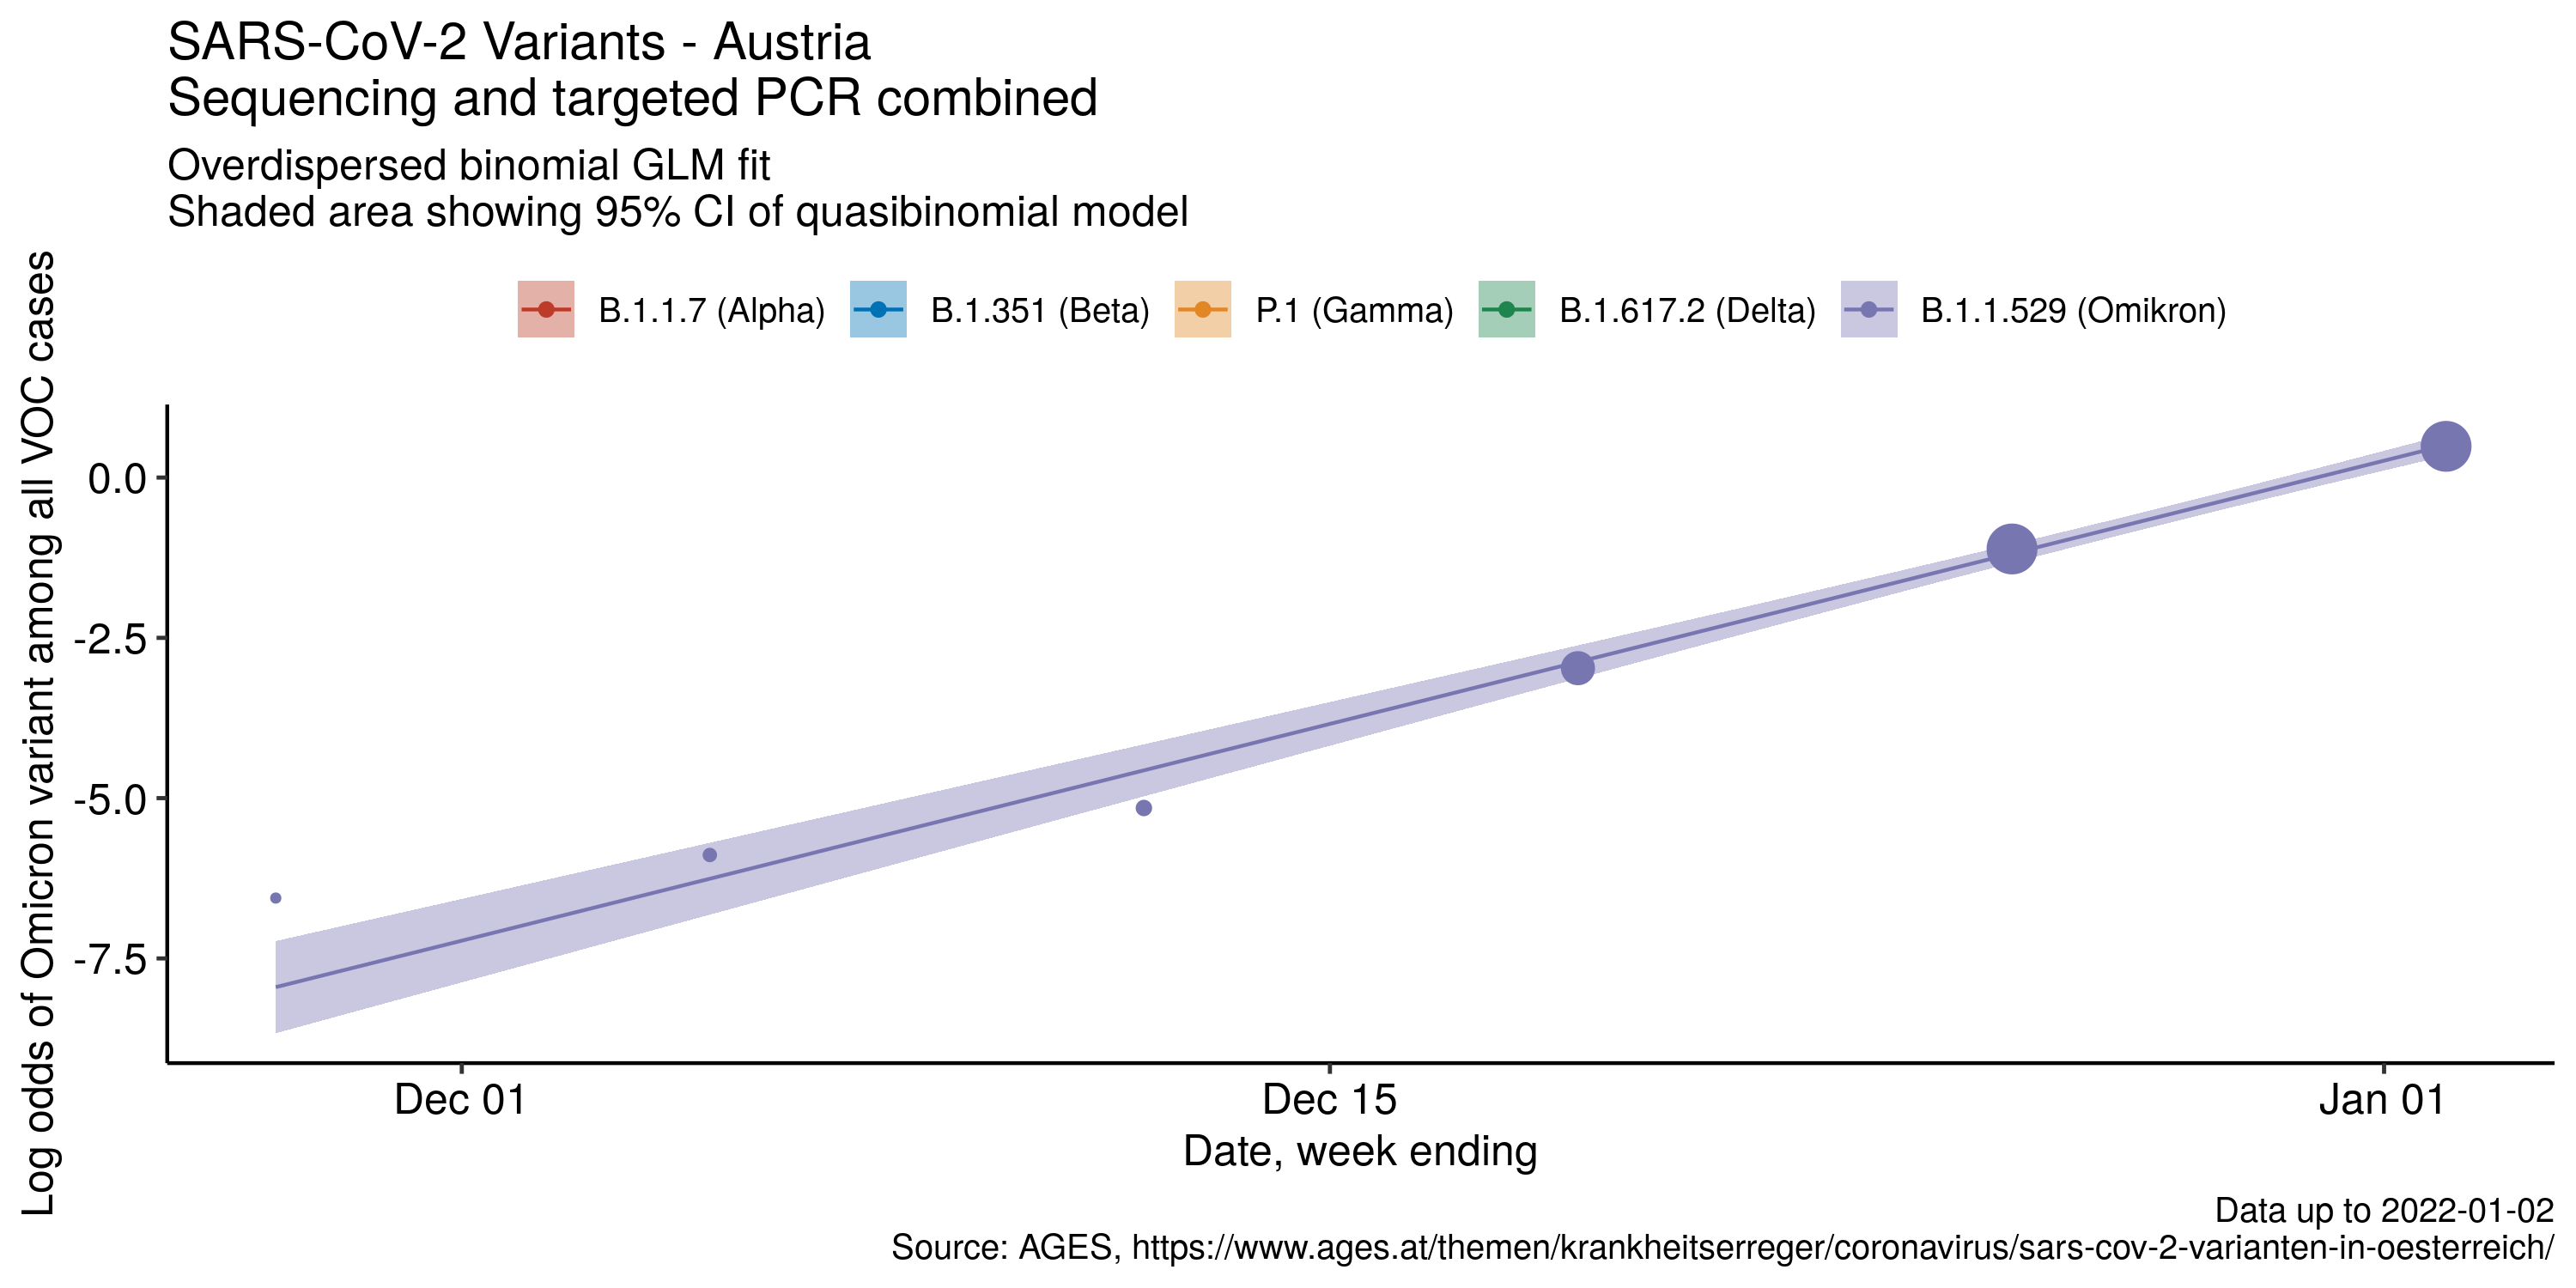 SARS-CoV-2 Variants - Austria
Sequencing and targeted PCR combined
Overdispersed binomial GLM fit
Shaded area showing 95% CI of quasibinomial model
B.1.1.7 (Alpha) B.1.351 (Beta) P.1 (Gamma) B.1.617.2 (Delta) B.1.1.529 (Omikron)
Log odds of Omicron variant among all VOC cases
0.0
-2.5
-5.0
-7.5
Dec 01 Dec 15 Jan 01
Date, week ending
Data up to 2022-01-02
Source: AGES, https://www.ages.at/themen/krankheitserreger/coronavirus/sars-cov-2-varianten-in-oesterreich/